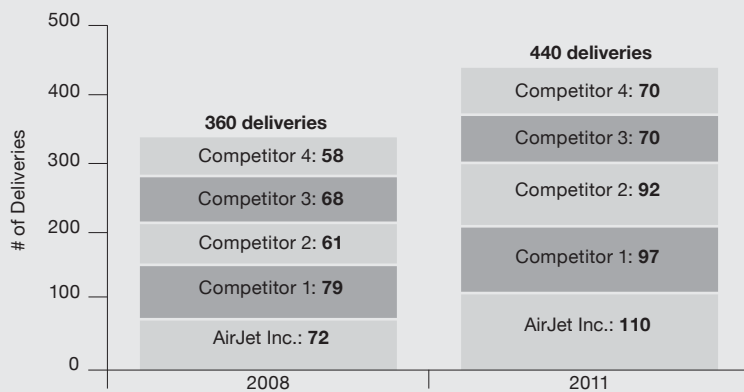 500
400
300
200
100
0
# of Deliveries
360 deliveries
Competitor 4: 58
Competitor 3: 68
Competitor 2: 61
Competitor 1: 79
AirJet Inc.: 72
2008
440 deliveries
Competitor 4: 70
Competitor 3: 70
Competitor 2: 92
Competitor 1: 97
AirJet Inc.: 110
2011